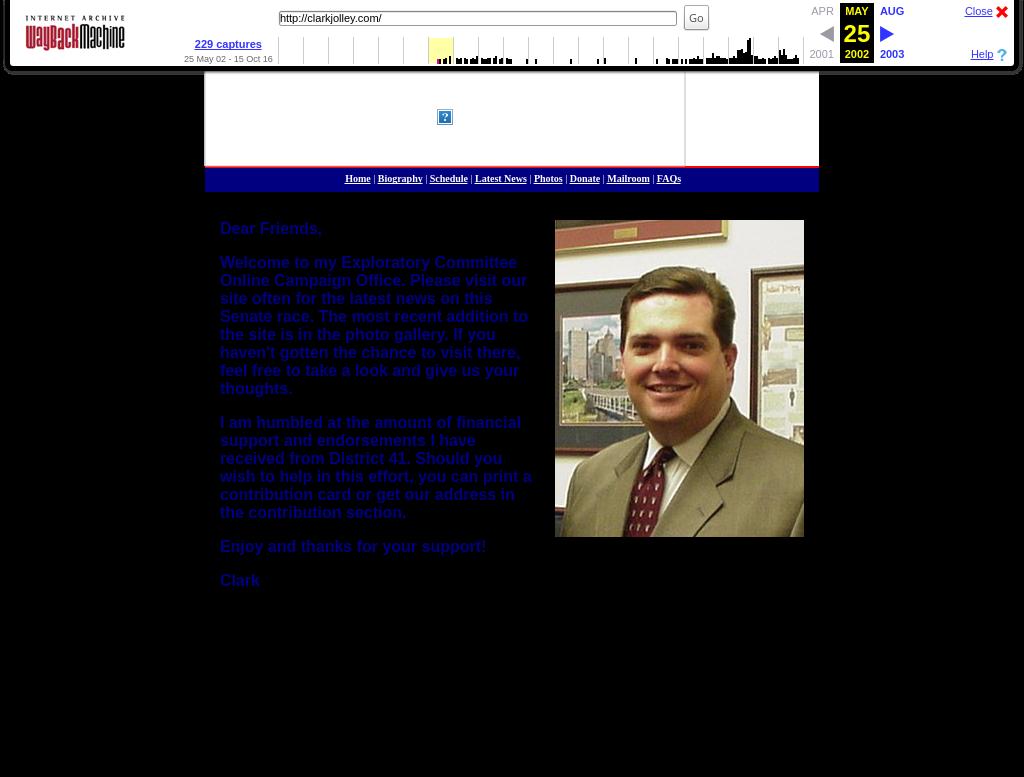 INTERNET ARCHIVE
WayBackMachine
http://clarkjolley.com/
Go
229 captures
25 May 02 - 15 Oct 16
APR MAY AUG
25
2001 2002 2003
Close
Help ?
Home | Biography | Schedule | Latest News | Photos | Donate | Mailroom | FAQs
Dear Friends,
Welcome to my Exploratory Committee
Online Campaign Office. Please visit our
site often for the latest news on this
Senate race. The most recent addition to
the site is in the photo gallery. If you
haven't gotten the chance to visit there,
feel free to take a look and give us your
thoughts.
I am humbled at the amount of financial
support and endorsements I have
received from District 41. Should you
wish to help in this effort, you can print a
contribution card or get our address in
the contribution section.
Enjoy and thanks for your support!
Clark